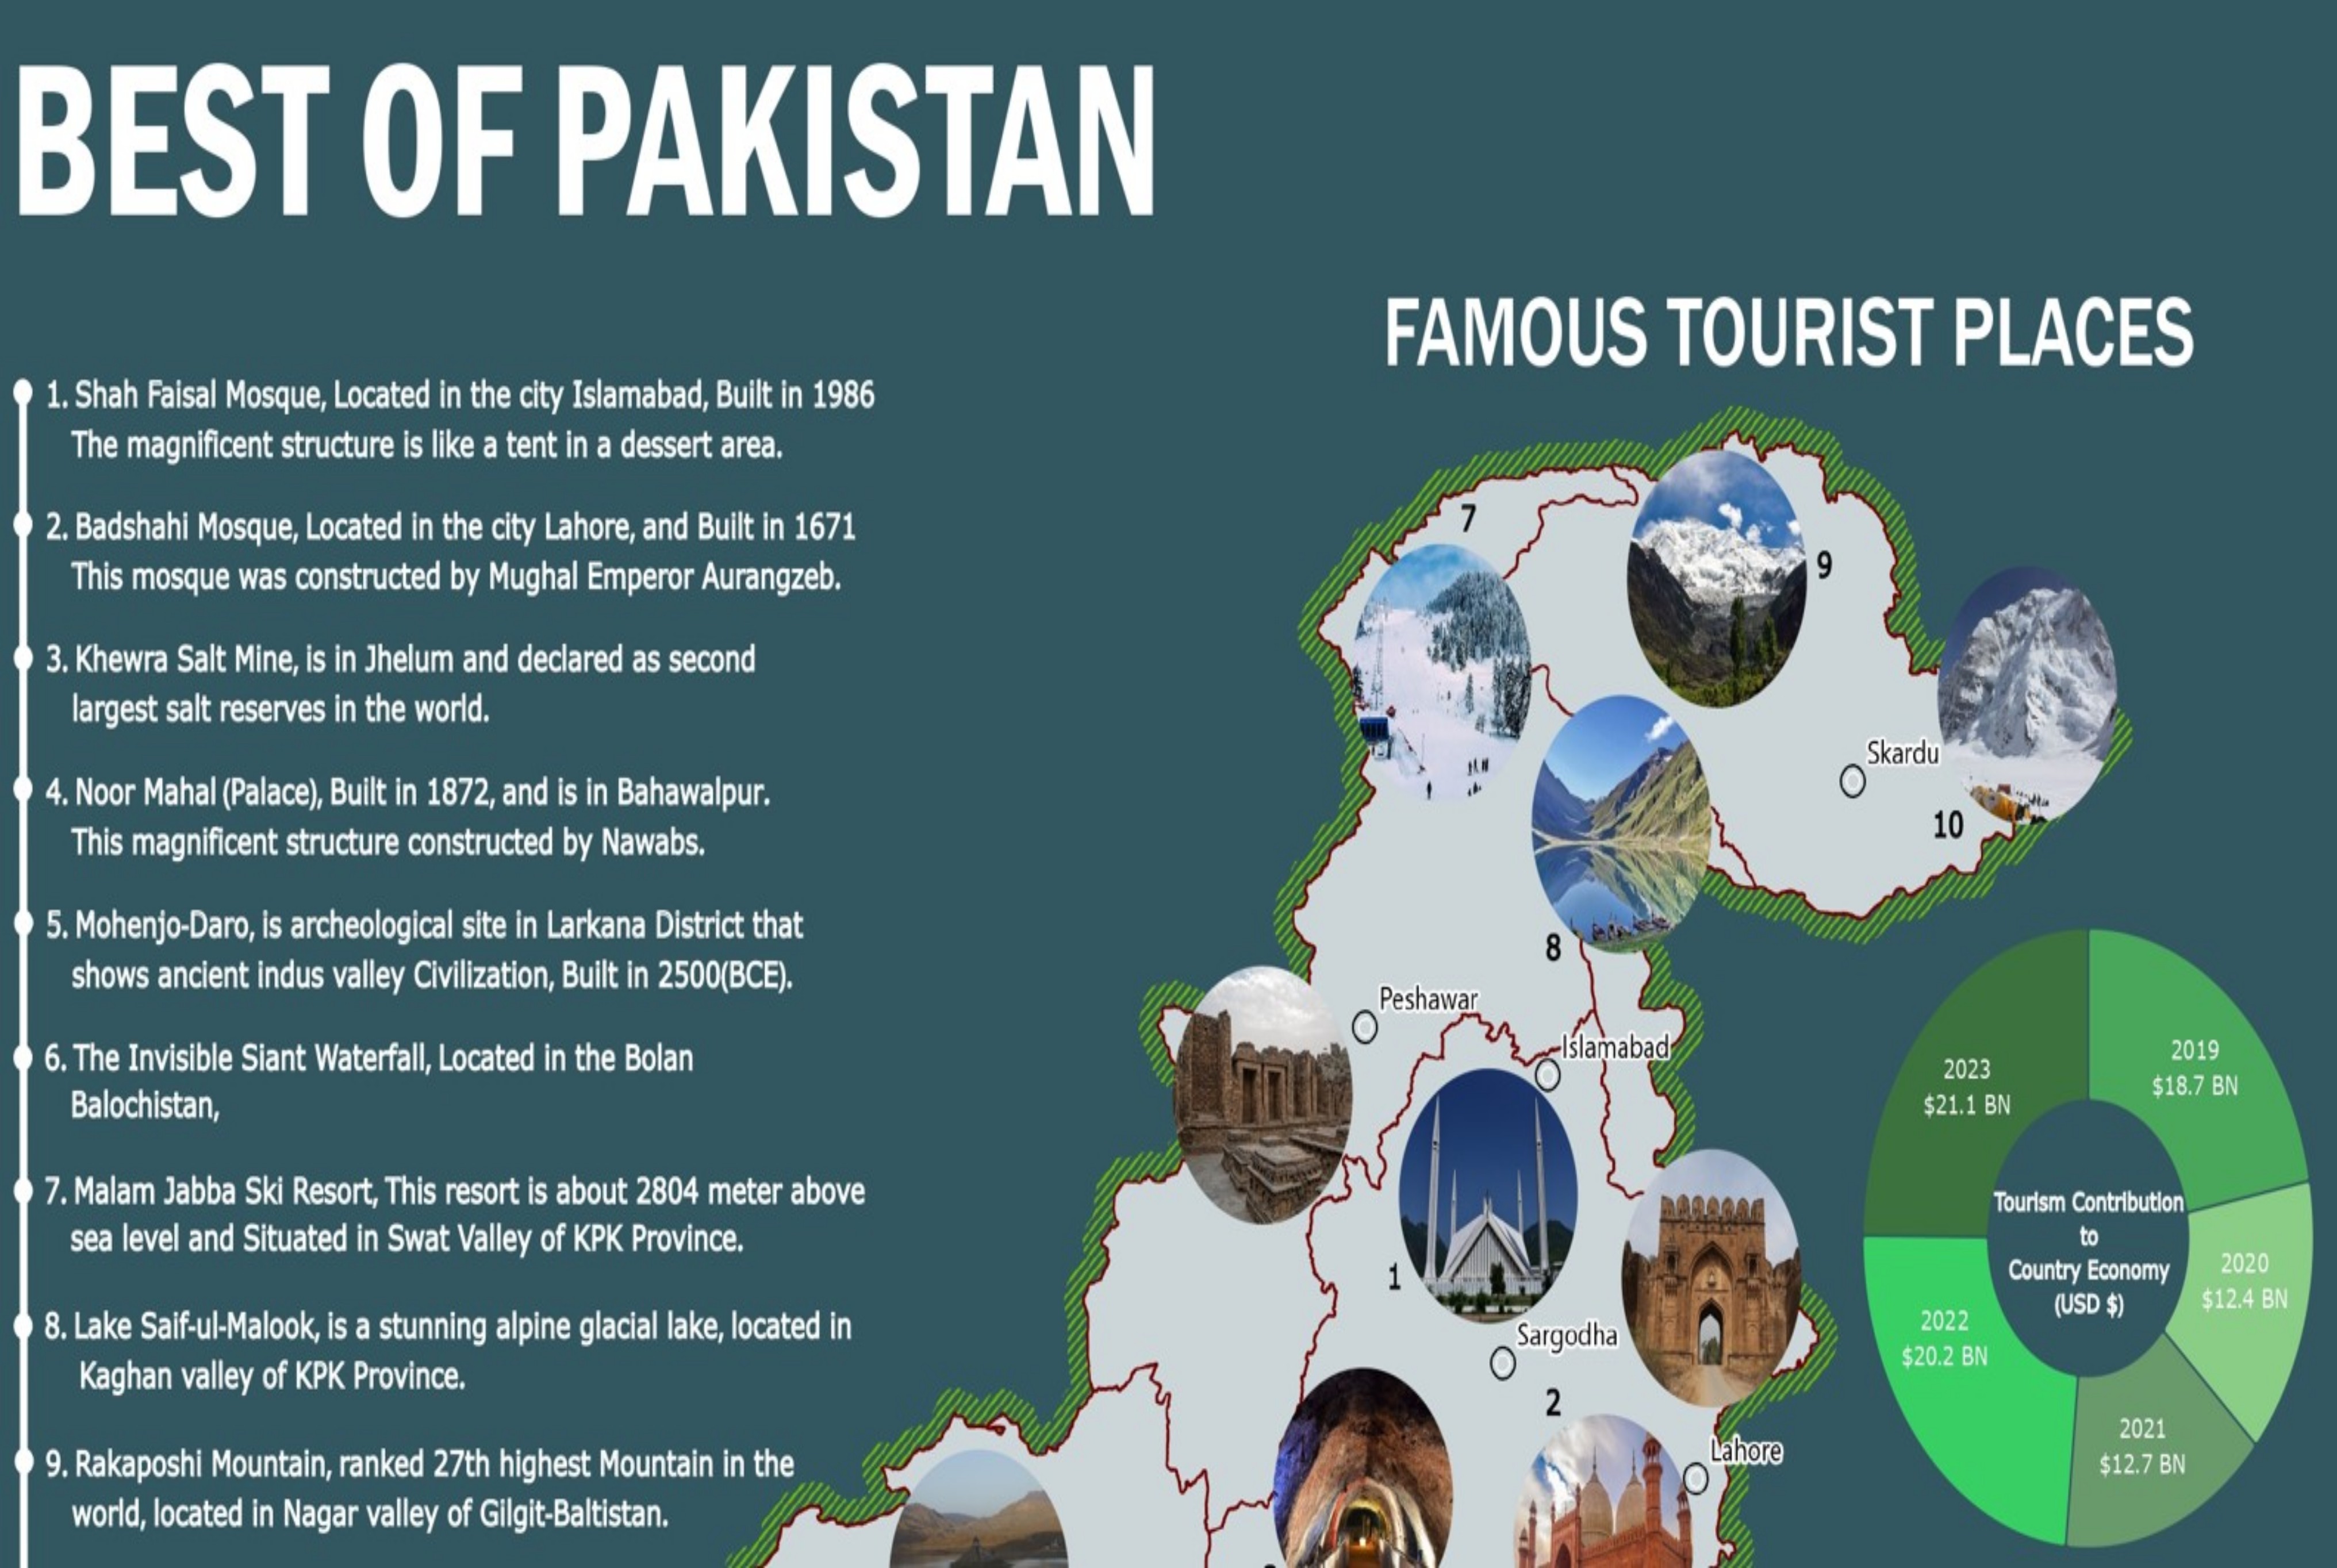 BEST OF PAKISTAN
FAMOUS TOURIST PLACES
1. Shah Faisal Mosque, Located in the city Islamabad, Built in 1986
The magnificent structure is like a tent in a dessert area.
2. Badshahi Mosque, Located in the city Lahore, and Built in 1671
This mosque was constructed by Mughal Emperor Aurangzeb.
3. Khewra Salt Mine, is in Jhelum and declared as second
largest salt reserves in the world.
4. Noor Mahal (Palace), Built in 1872, and is in Bahawalpur.
This magnificent structure constructed by Nawabs.
5. Mohenjo-Daro, is archeological site in Larkana District that
shows ancient indus valley Civilization, Built in 2500(BCE).
6. The Invisible Siant Waterfall, Located in the Bolan
Balochistan,
7. Malam Jabba Ski Resort, This resort is about 2804 meter above
sea level and Situated in Swat Valley of KPK Province.
8. Lake Saif-ul-Malook, is a stunning alpine glacial lake, located in
Kaghan valley of KPK Province.
9. Rakaposhi Mountain, ranked 27th highest Mountain in the
world, located in Nagar valley of Gilgit-Baltistan.
7
9
Skardu
10
8
Peshawar
Islamabad
1
Sargodha
2
Lahore
2019
$18.7 BN
2023
$21.1 BN
Tourism Contribution
to
Country Economy
(USD $)
2020
$12.4 BN
2022
$20.2 BN
2021
$12.7 BN